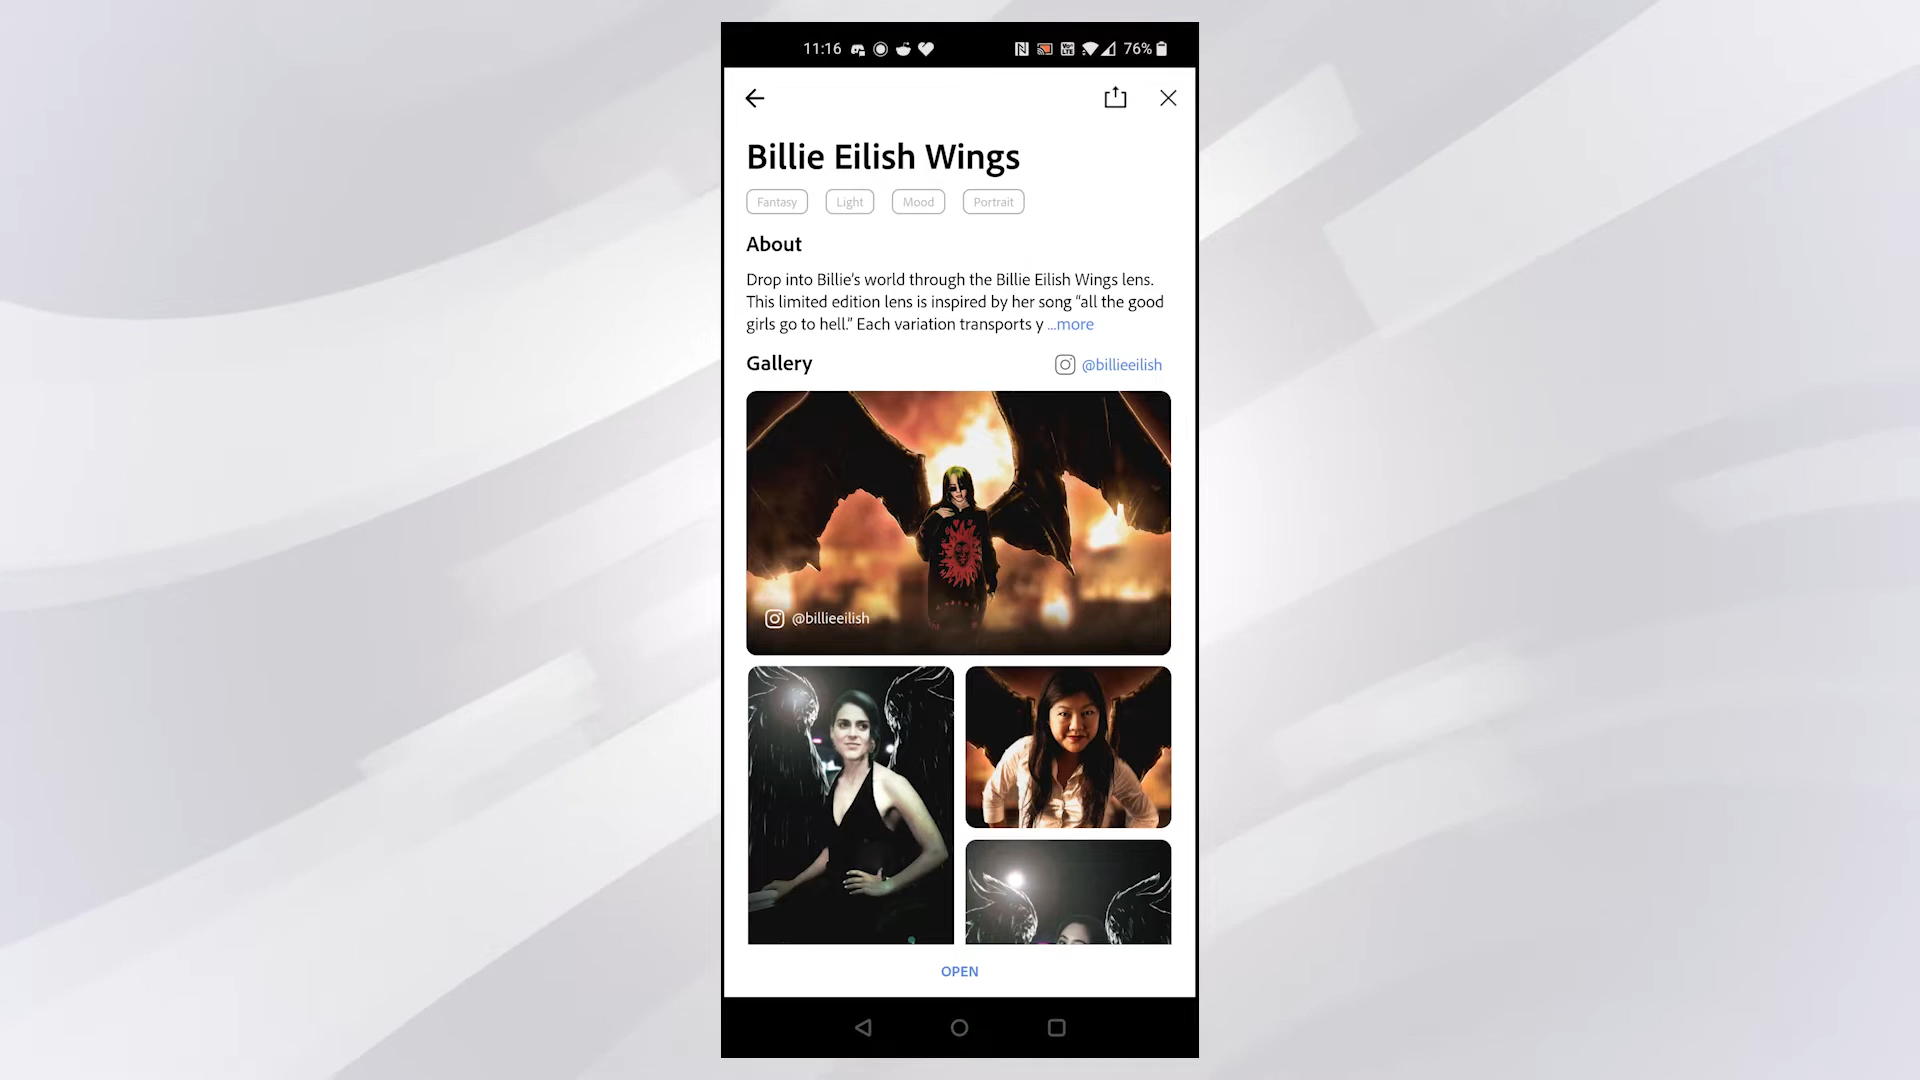 11:16
76%
Billie Eilish Wings
Fantasy
Light
Mood
Portrait
About
Drop into Billie's world through the Billie Eilish Wings lens.
This limited edition lens is inspired by her song “all the good
girls go to hell.” Each variation transports y ...more
Gallery
@billieeilish
@billieeilish
OPEN